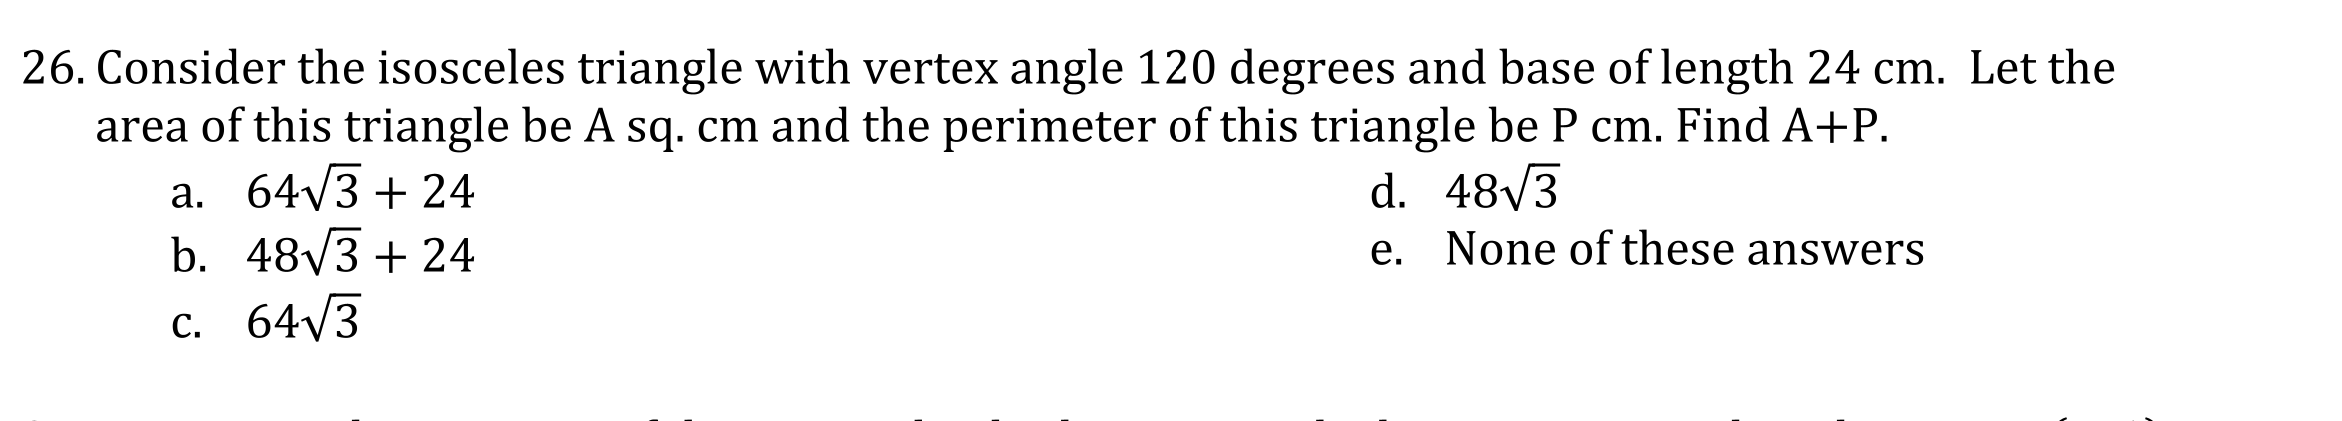 26. Consider the isosceles triangle with vertex angle 120 degrees and base of length 24 cm.  Let the
area of this triangle be A sq. cm and the perimeter of this triangle be P cm. Find A+P.
a. 64√3 + 24
b. 48√3 + 24
c. 64√3
d. 48√3
e. None of these answers